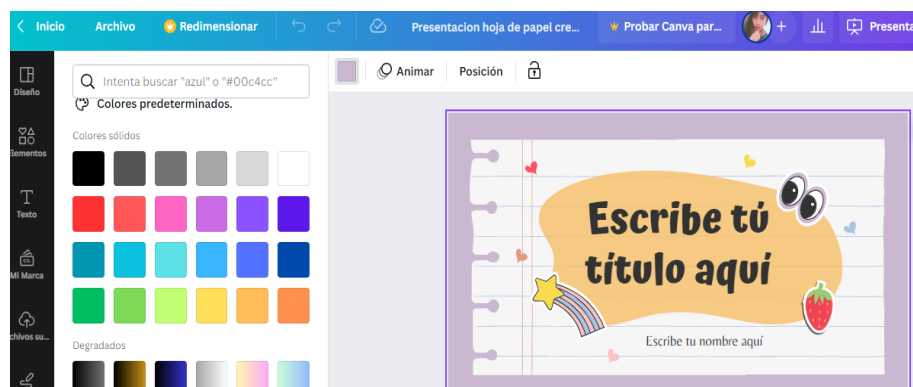 Inicio Archivo Redimensionar Presentacion hoja de papel cre... Probar Canva par... Presenta
Intenta buscar "azul" o "#00c4cc"
Animar Posición
Diseño
Colores predeterminados.
Colores sólidos
Elementos
Texto
Mi Marca
Degradados
Escribe tú
título aquí
Escribe tu nombre aquí